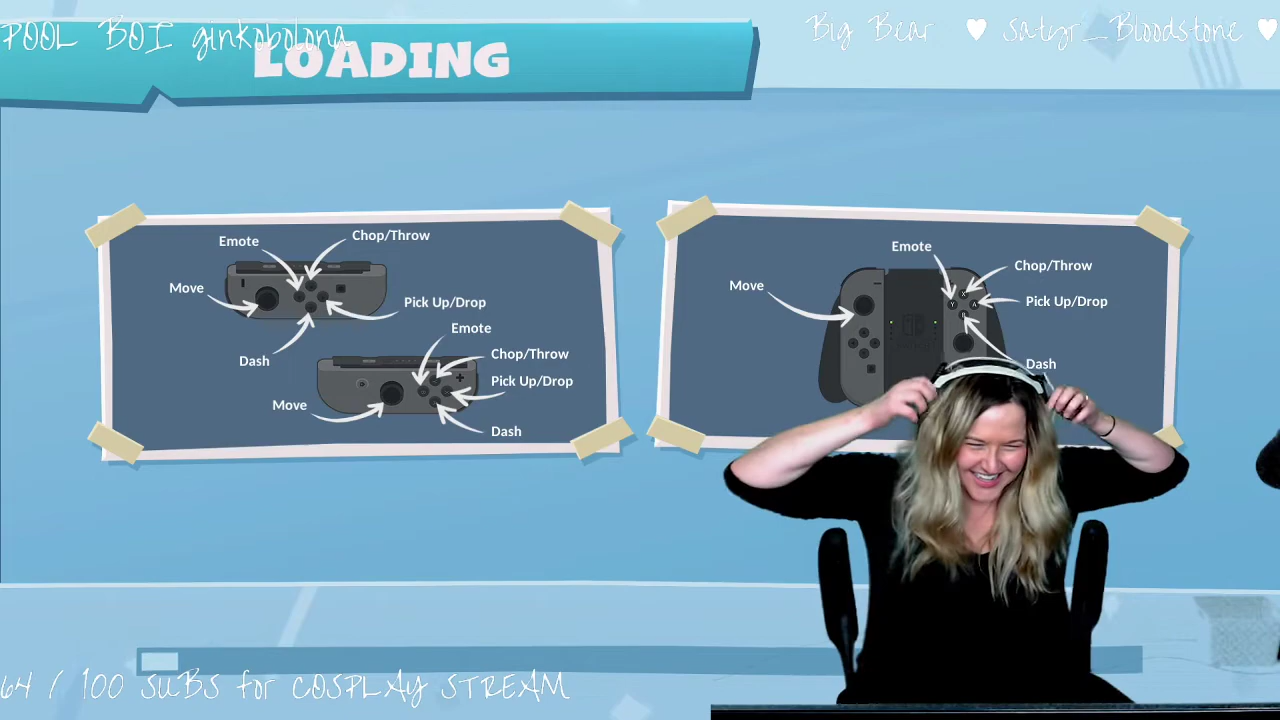 POOL BOI ginkobolona
Big Bear ♥ Satyr_Bloodstone ♥
LOADING
Emote
Chop/Throw
Move
Pick Up/Drop
Dash
Emote
Chop/Throw
Pick Up/Drop
Move
Dash
Emote
Chop/Throw
Move
Pick Up/Drop
Dash
64 / 100 SUBS for COSPLAY STREAM